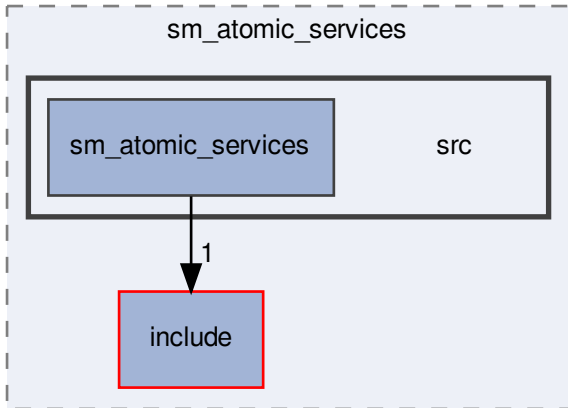 sm_atomic_services
sm_atomic_services
src
1
include